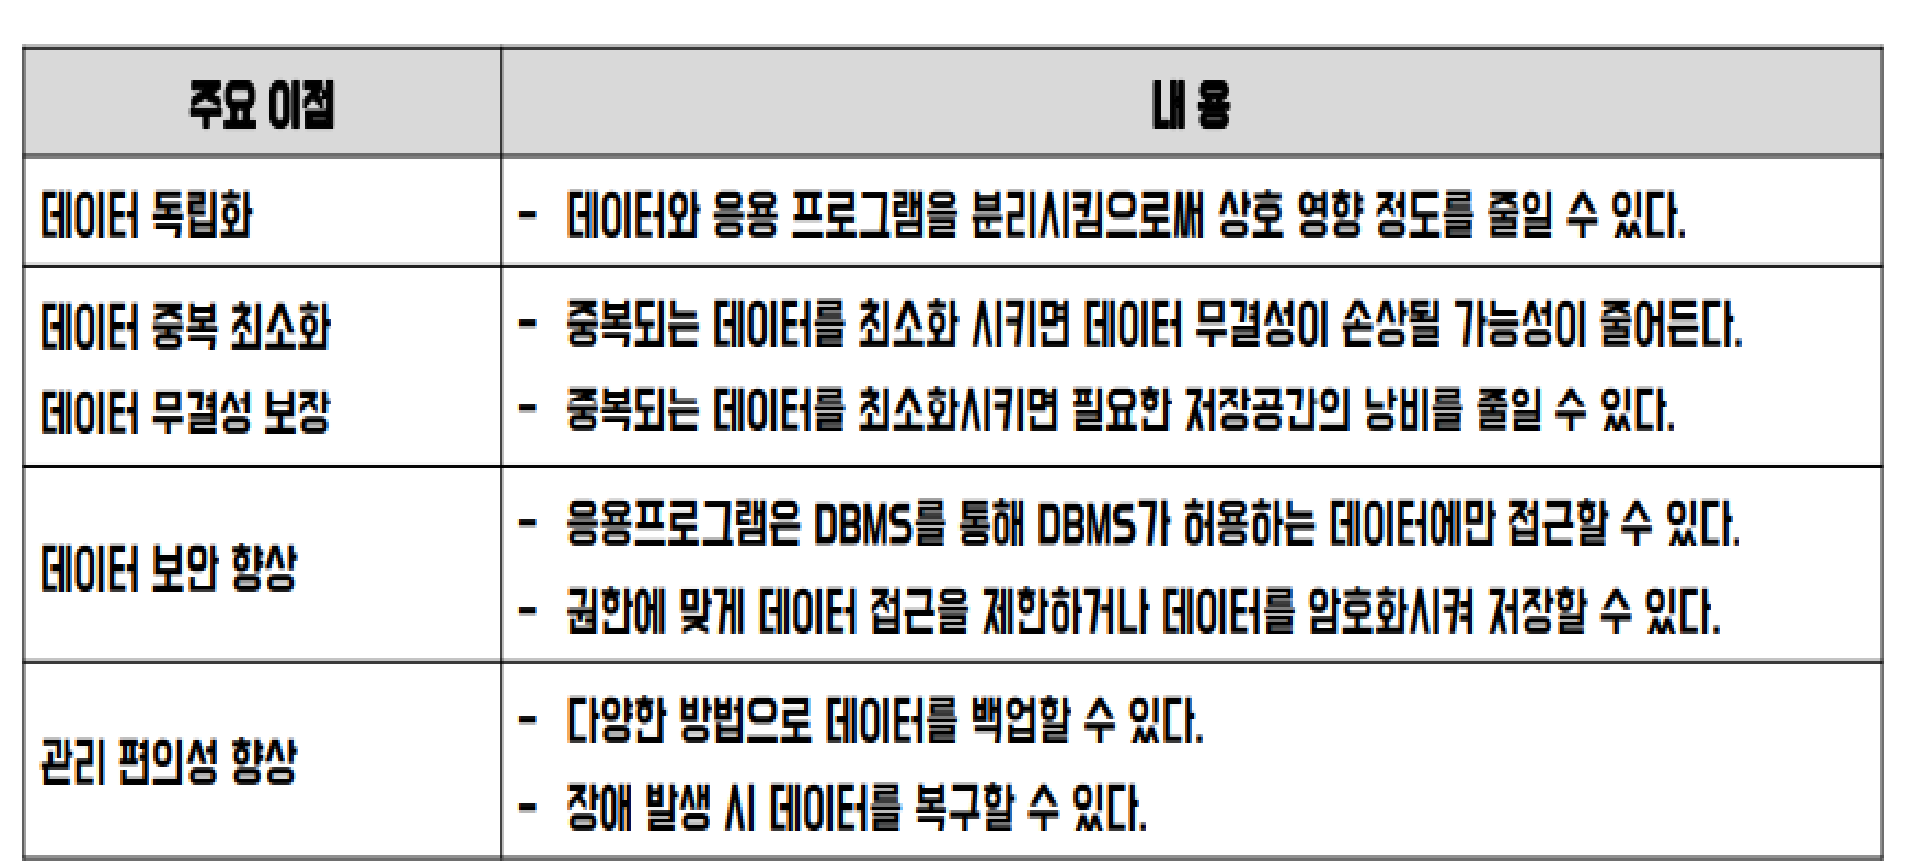 주요 이점
내 용
데이터 독립화
- 데이터와 응용 프로그램을 분리시킴으로써 상호 영향 정도를 줄일 수 있다.
데이터 중복 최소화
데이터 무결성 보장
- 중복되는 데이터를 최소화 시키면 데이터 무결성이 손상될 가능성이 줄어든다.
- 중복되는 데이터를 최소화시키면 필요한 저장공간의 낭비를 줄일 수 있다.
데이터 보안 향상
- 응용프로그램은 DBMS를 통해 DBMS가 허용하는 데이터에만 접근할 수 있다.
- 권한에 맞게 데이터 접근을 제한하거나 데이터를 암호화시켜 저장할 수 있다.
관리 편의성 향상
- 다양한 방법으로 데이터를 백업할 수 있다.
- 장애 발생 시 데이터를 복구할 수 있다.